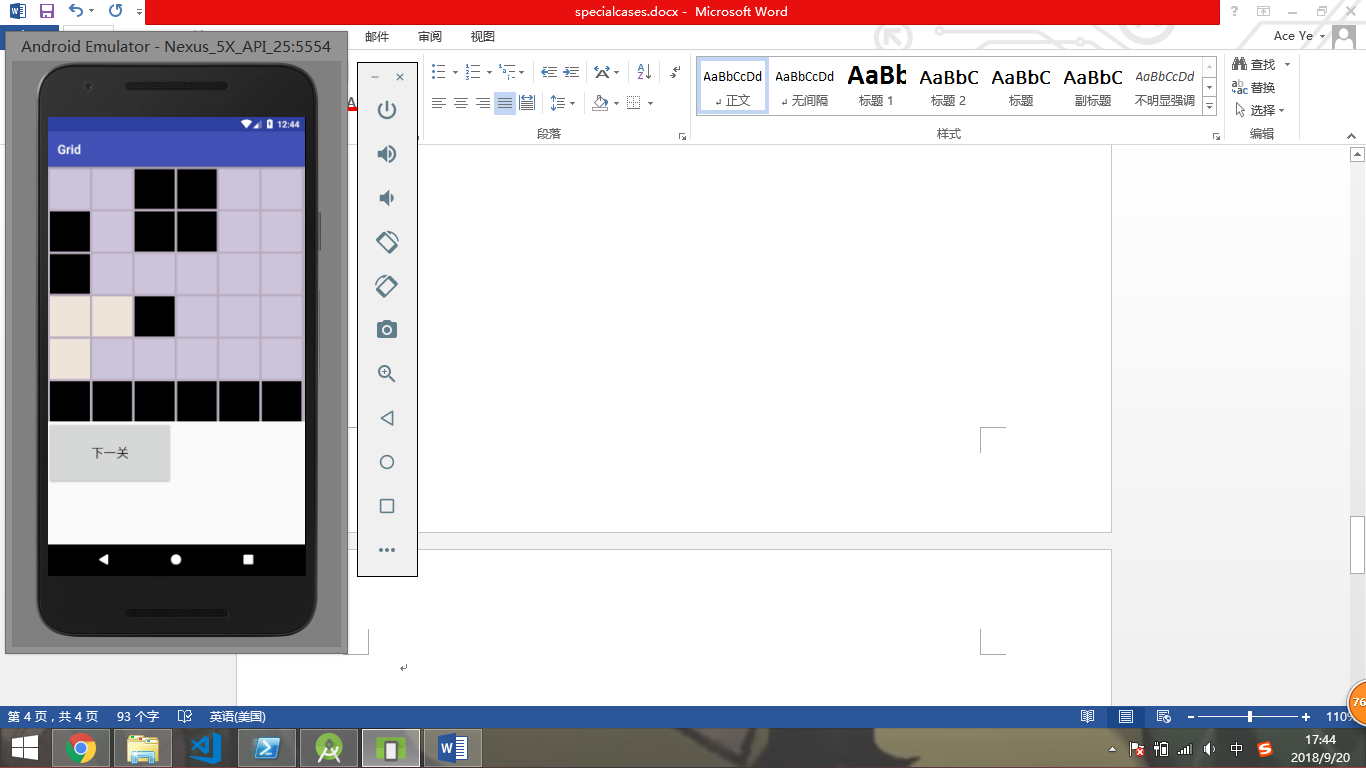 specialcases.docx - Microsoft Word
Ace Ye
Android Emulator - Nexus_5X_API_25:5554
邮件 审阅 视图
AaBbCcDd AaBbCcDd AaBb AaBbC AaBbC AaBbC AaBbCcDd
正文 无间隔 标题 1 标题 2 标题 副标题 不明显强调
查找
替换
选择
段落 样式 编辑
12:44
Grid
下一关
第 4 页，共 4 页 93 个字 英语(美国)
110%
76
中
17:44
2018/9/20